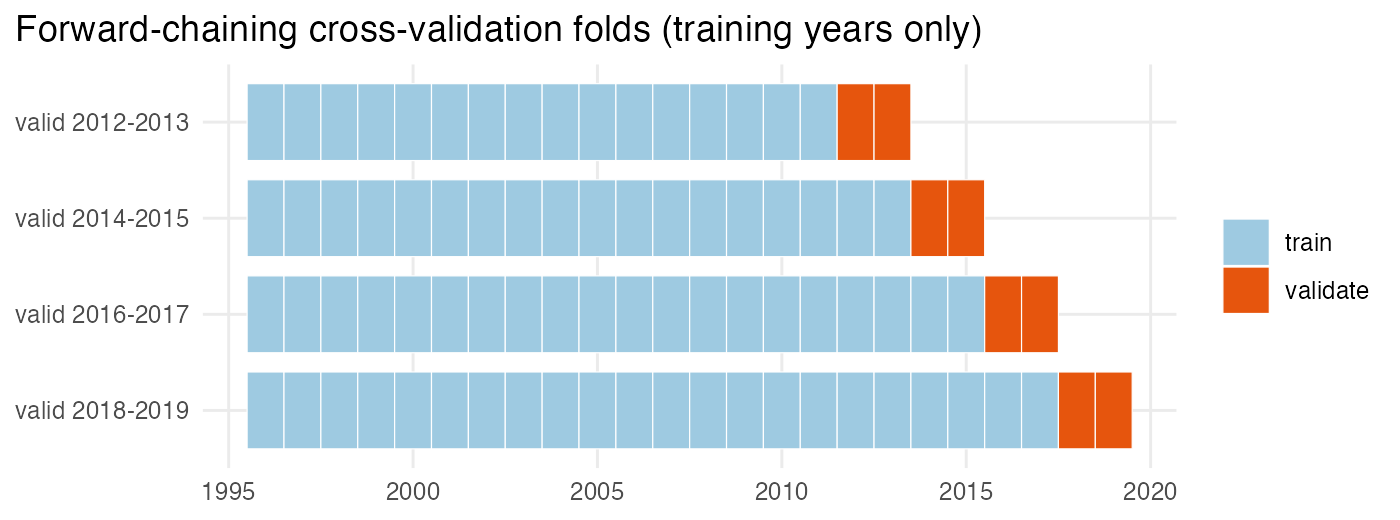 Forward-chaining cross-validation folds (training years only)
valid 2012-2013
valid 2014-2015
valid 2016-2017
valid 2018-2019
1995 2000 2005 2010 2015 2020
train
validate